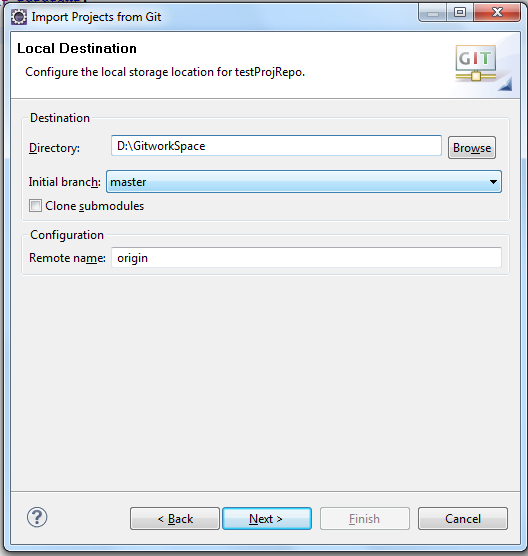 Import Projects from Git
Local Destination
Configure the local storage location for testProjRepo.
GIT
Destination
Directory: D:\GitworkSpace Browse
Initial branch: master
Clone submodules
Configuration
Remote name: origin
? < Back Next > Finish Cancel